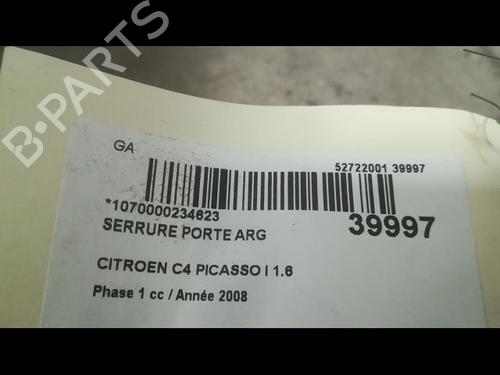 B-PARTS
GA
52722001 39997
*1070000234623
SERRURE PORTE ARG
39997
CITROEN C4 PICASSO I 1.6
Phase 1 cc / Année 2008